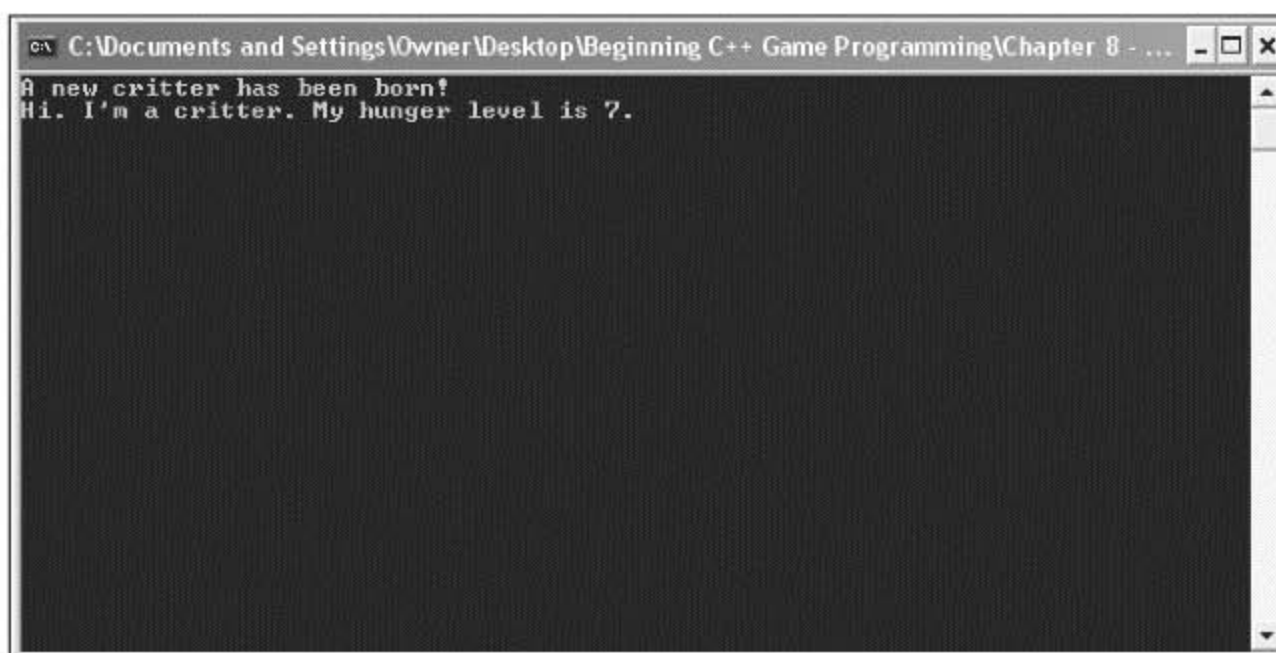 C:\Documents and Settings\Owner\Desktop\Beginning C++ Game Programming\Chapter 8 - ...
A new critter has been born!
Hi. I'm a critter. My hunger level is 7.